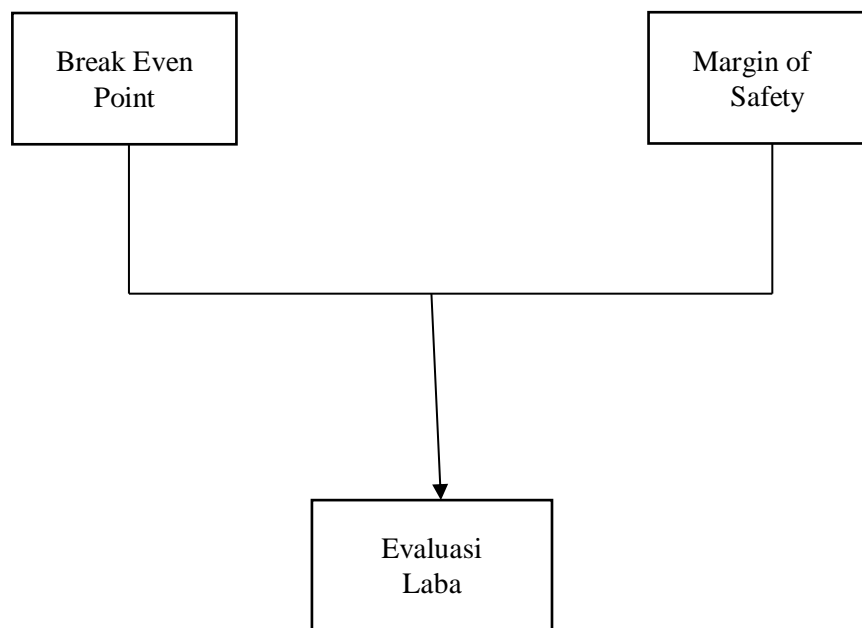 Break Even
Point
Margin of
Safety
Evaluasi
Laba